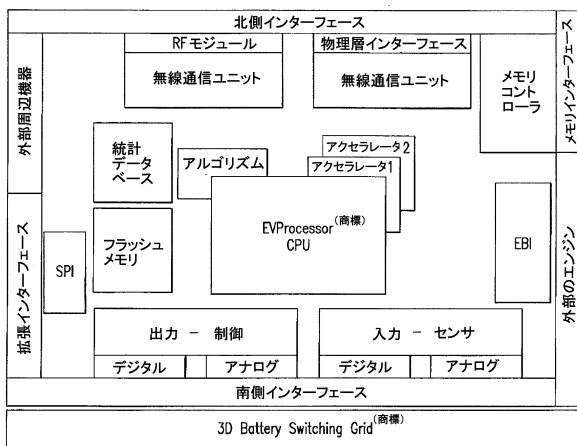 北側インターフェース
RFモジュール
無線通信ユニット
物理層インターフェース
無線通信ユニット
メモリ
コント
ローラ
メモリインターフェース
外部周辺機器
統計
データ
ベース
アルゴリズム
アクセラレータ2
アクセラレータ1
EVProcessor(商標)
CPU
フラッシュ
メモリ
SPI
拡張インターフェース
EBI
外部のエンジン
出力 － 制御
デジタル
アナログ
入力 － センサ
デジタル
アナログ
南側インターフェース
3D Battery Switching Grid(商標)